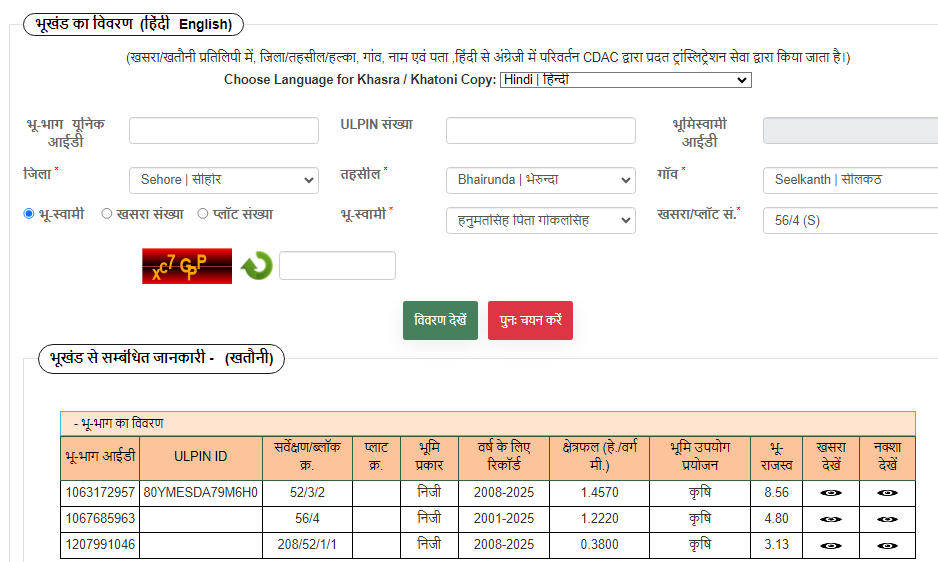 भूखंड का विवरण (हिंदी English)
(खसरा/खतौनी प्रतिलिपी में, जिला/तहसील/हल्का, गांव, नाम एवं पता ,हिंदी से अंग्रेजी में परिवर्तन CDAC द्वारा प्रदत ट्रांस्लिट्रेशन सेवा द्वारा किया जाता है।)
Choose Language for Khasra / Khatoni Copy: Hindi | हिन्दी
भू-भाग यूनिक आईडी ULPIN संख्या भूमिस्वामी आईडी
जिला * Sehore | सीहोर तहसील * Bhairunda | भेरुन्दा गाँव * Seelkanth | सीलकठ
भू-स्वामी खसरा संख्या प्लॉट संख्या भू-स्वामी * हनुमतसिह पिता गोकलसिह खसरा/प्लॉट सं.* 56/4 (S)
xc7GPP
विवरण देखें पुनः चयन करें
भूखंड से सम्बंधित जानकारी - (खतौनी)
- भू-भाग का विवरण
भू-भाग आईडी ULPIN ID सर्वेक्षण/ब्लॉक क्र. प्लाट क्र. भूमि प्रकार वर्ष के लिए रिकॉर्ड क्षेत्रफल (हे./वर्ग मी.) भूमि उपयोग प्रयोजन भू-राजस्व खसरा देखें नक्शा देखें
1063172957 80YMESDA79M6H0 52/3/2 निजी 2008-2025 1.4570 कृषि 8.56
1067685963 56/4 निजी 2001-2025 1.2220 कृषि 4.80
1207991046 208/52/1/1 निजी 2008-2025 0.3800 कृषि 3.13